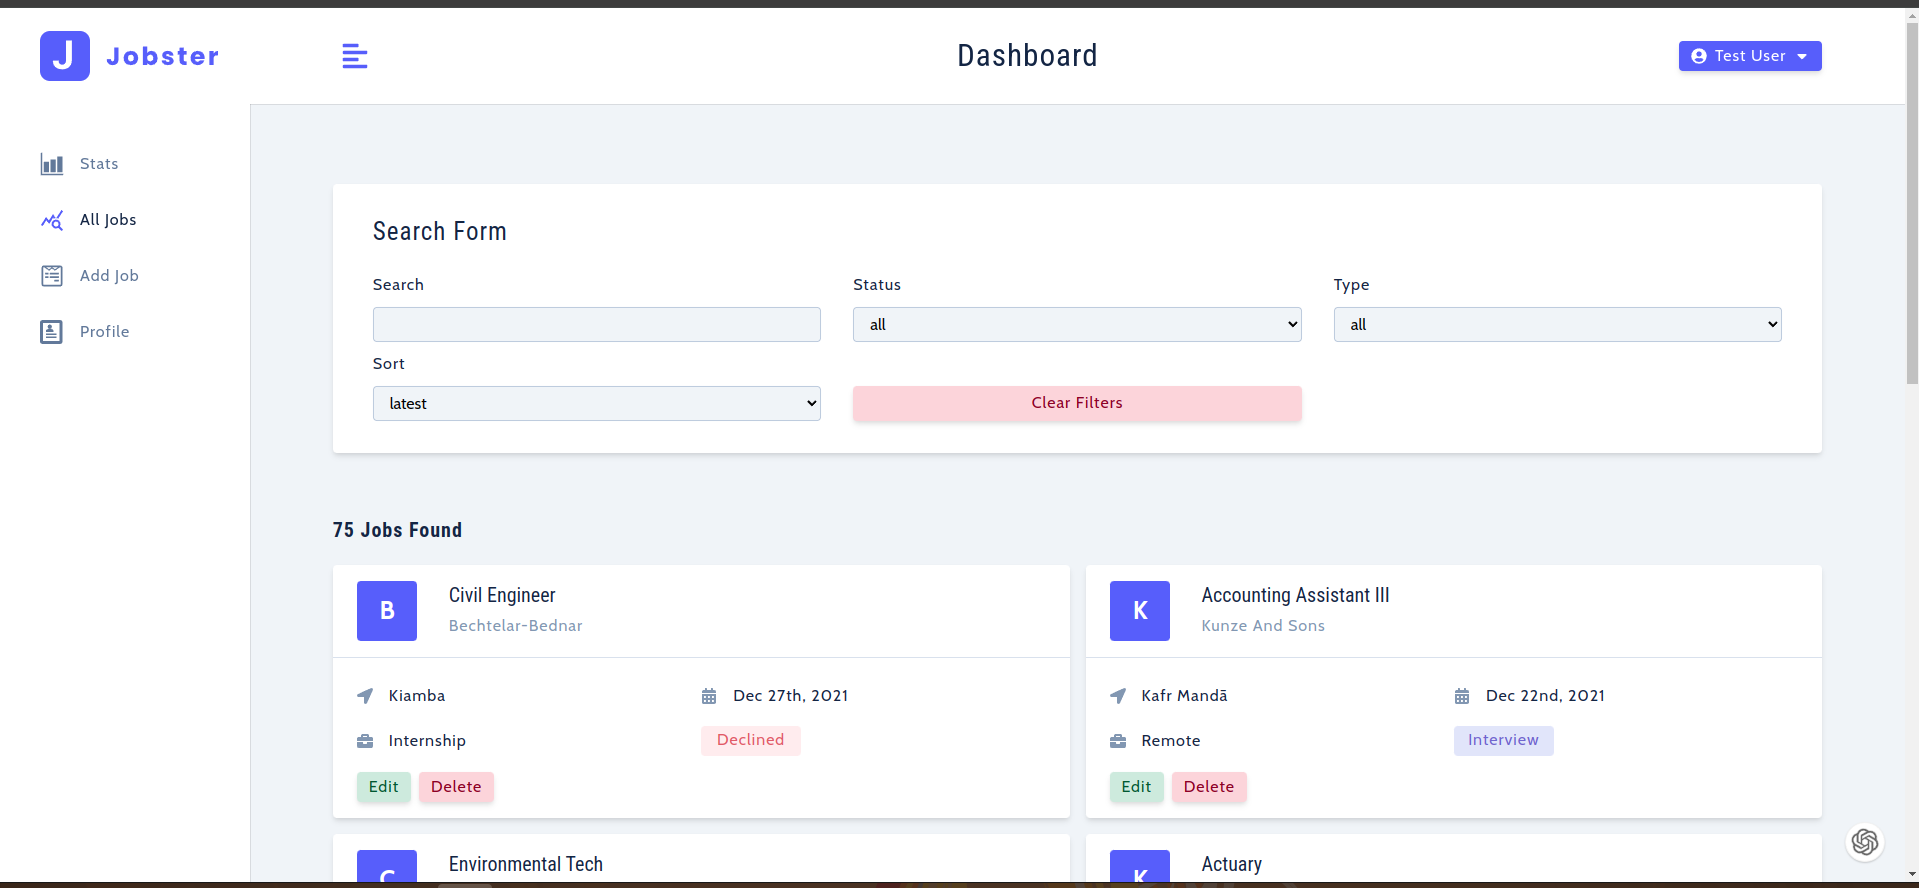 J Jobster
Dashboard
Test User
Stats
All Jobs
Add Job
Profile
Search Form
Search
Status
Type
all
all
Sort
latest
Clear Filters
75 Jobs Found
B
Civil Engineer
Bechtelar-Bednar
Kiamba
Dec 27th, 2021
Internship
Declined
Edit
Delete
K
Accounting Assistant III
Kunze And Sons
Kafr Mandā
Dec 22nd, 2021
Remote
Interview
Edit
Delete
Environmental Tech
K
Actuary